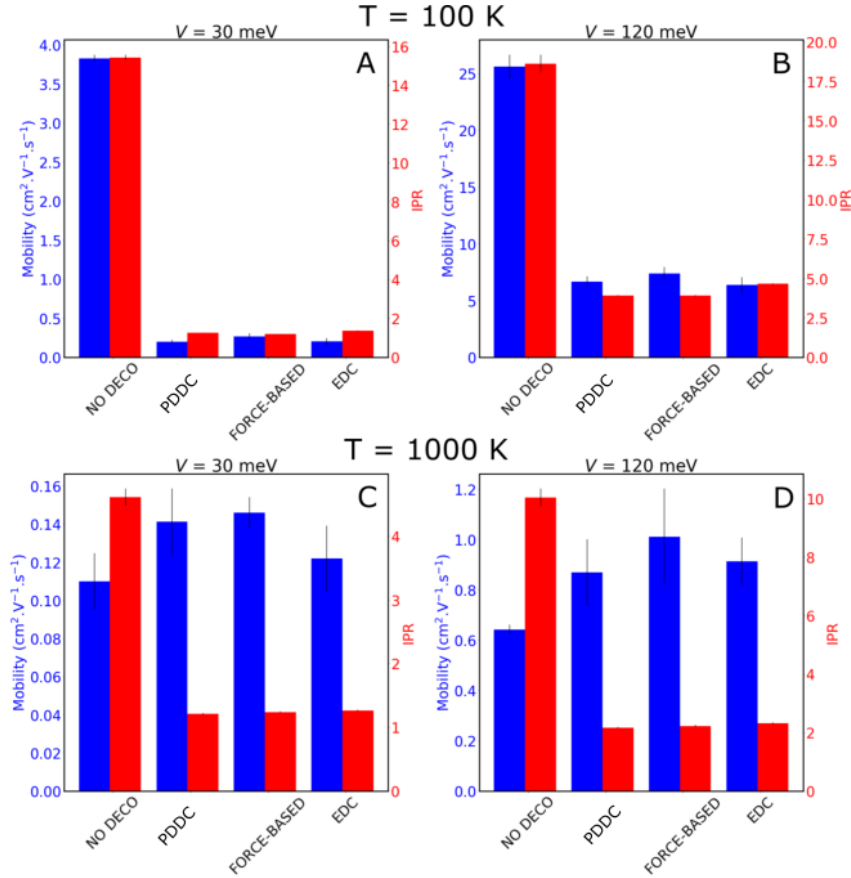 T = 100 K
V = 30 meV
A
4.0
3.5
3.0
2.5
2.0
1.5
1.0
0.5
0.0
Mobility (cm².V⁻¹.s⁻¹)
16
14
12
10
8
6
4
2
0
IPR
NO DECO
PDDC
FORCE-BASED
EDC
V = 120 meV
B
25
20
15
10
5
0
Mobility (cm².V⁻¹.s⁻¹)
20.0
17.5
15.0
12.5
10.0
7.5
5.0
2.5
0.0
IPR
NO DECO
PDDC
FORCE-BASED
EDC
T = 1000 K
V = 30 meV
C
0.16
0.14
0.12
0.10
0.08
0.06
0.04
0.02
0.00
Mobility (cm².V⁻¹.s⁻¹)
4
3
2
1
0
IPR
NO DECO
PDDC
FORCE-BASED
EDC
V = 120 meV
D
1.2
1.0
0.8
0.6
0.4
0.2
0.0
Mobility (cm².V⁻¹.s⁻¹)
10
8
6
4
2
0
IPR
NO DECO
PDDC
FORCE-BASED
EDC